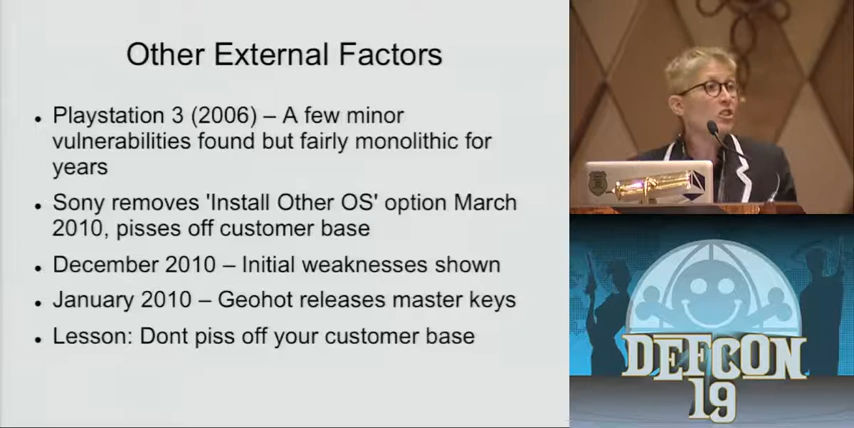 Other External Factors
Playstation 3 (2006) – A few minor
vulnerabilities found but fairly monolithic for
years
Sony removes 'Install Other OS' option March
2010, pisses off customer base
December 2010 – Initial weaknesses shown
January 2010 – Geohot releases master keys
Lesson: Dont piss off your customer base
DEFCON
19